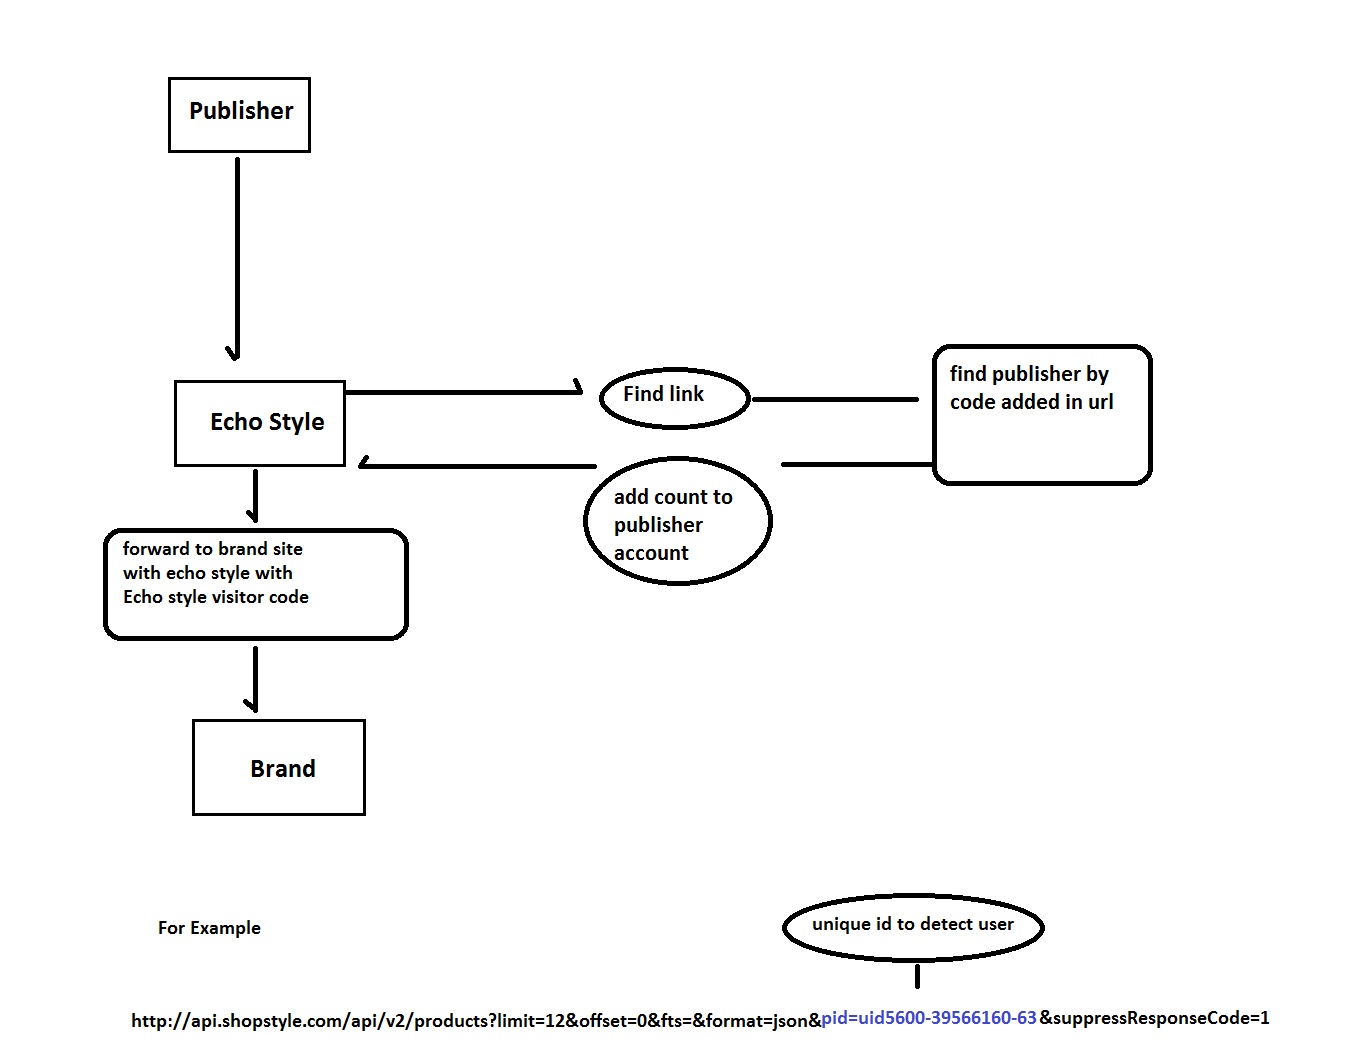 Publisher
Echo Style
Find link
find publisher by
code added in url
add count to
publisher
account
forward to brand site
with echo style with
Echo style visitor code
Brand
For Example
unique id to detect user
http://api.shopstyle.com/api/v2/products?limit=12&offset=0&fts=&format=json&pid=uid5600-39566160-63&suppressResponseCode=1